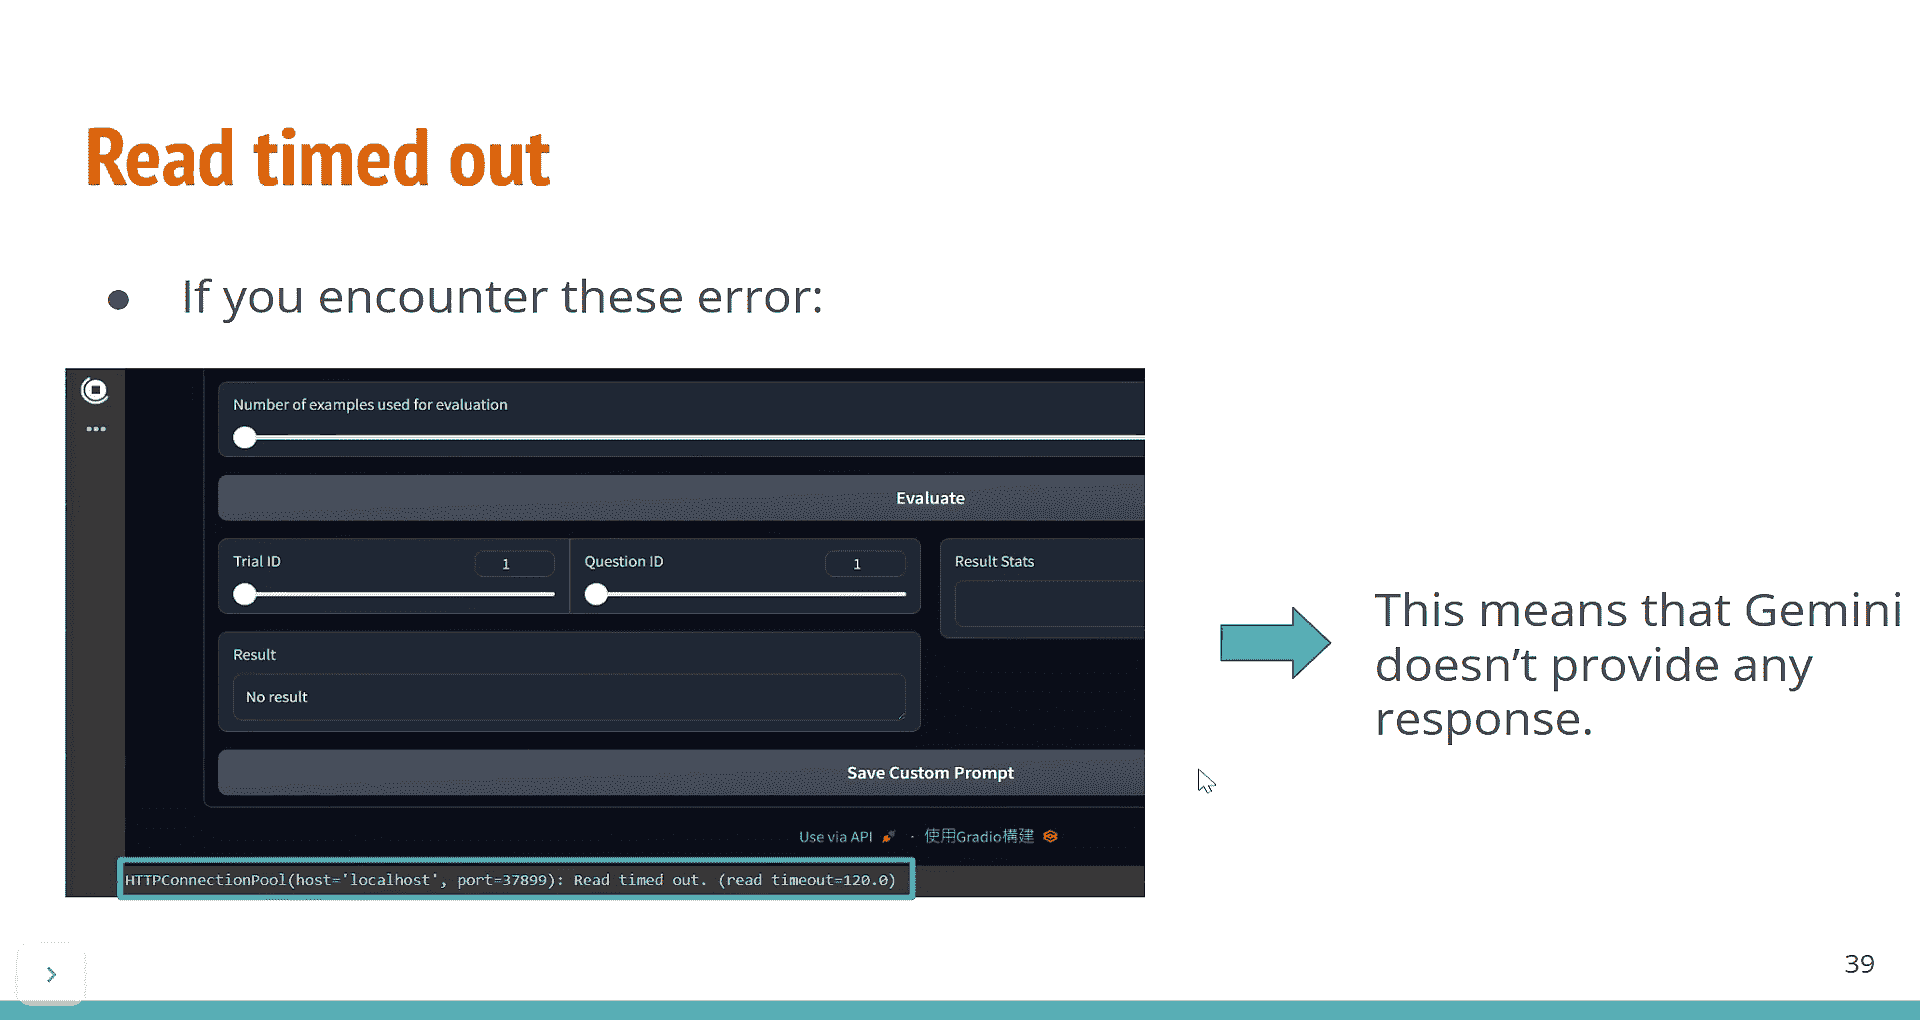 Read timed out
● If you encounter these error:
Number of examples used for evaluation
Evaluate
Trial ID
1
Question ID
1
Result Stats
Result
No result
Save Custom Prompt
Use via API · 使用Gradio構建
HTTPConnectionPool(host='localhost', port=37899): Read timed out. (read timeout=120.0)
This means that Gemini
doesn’t provide any
response.
39